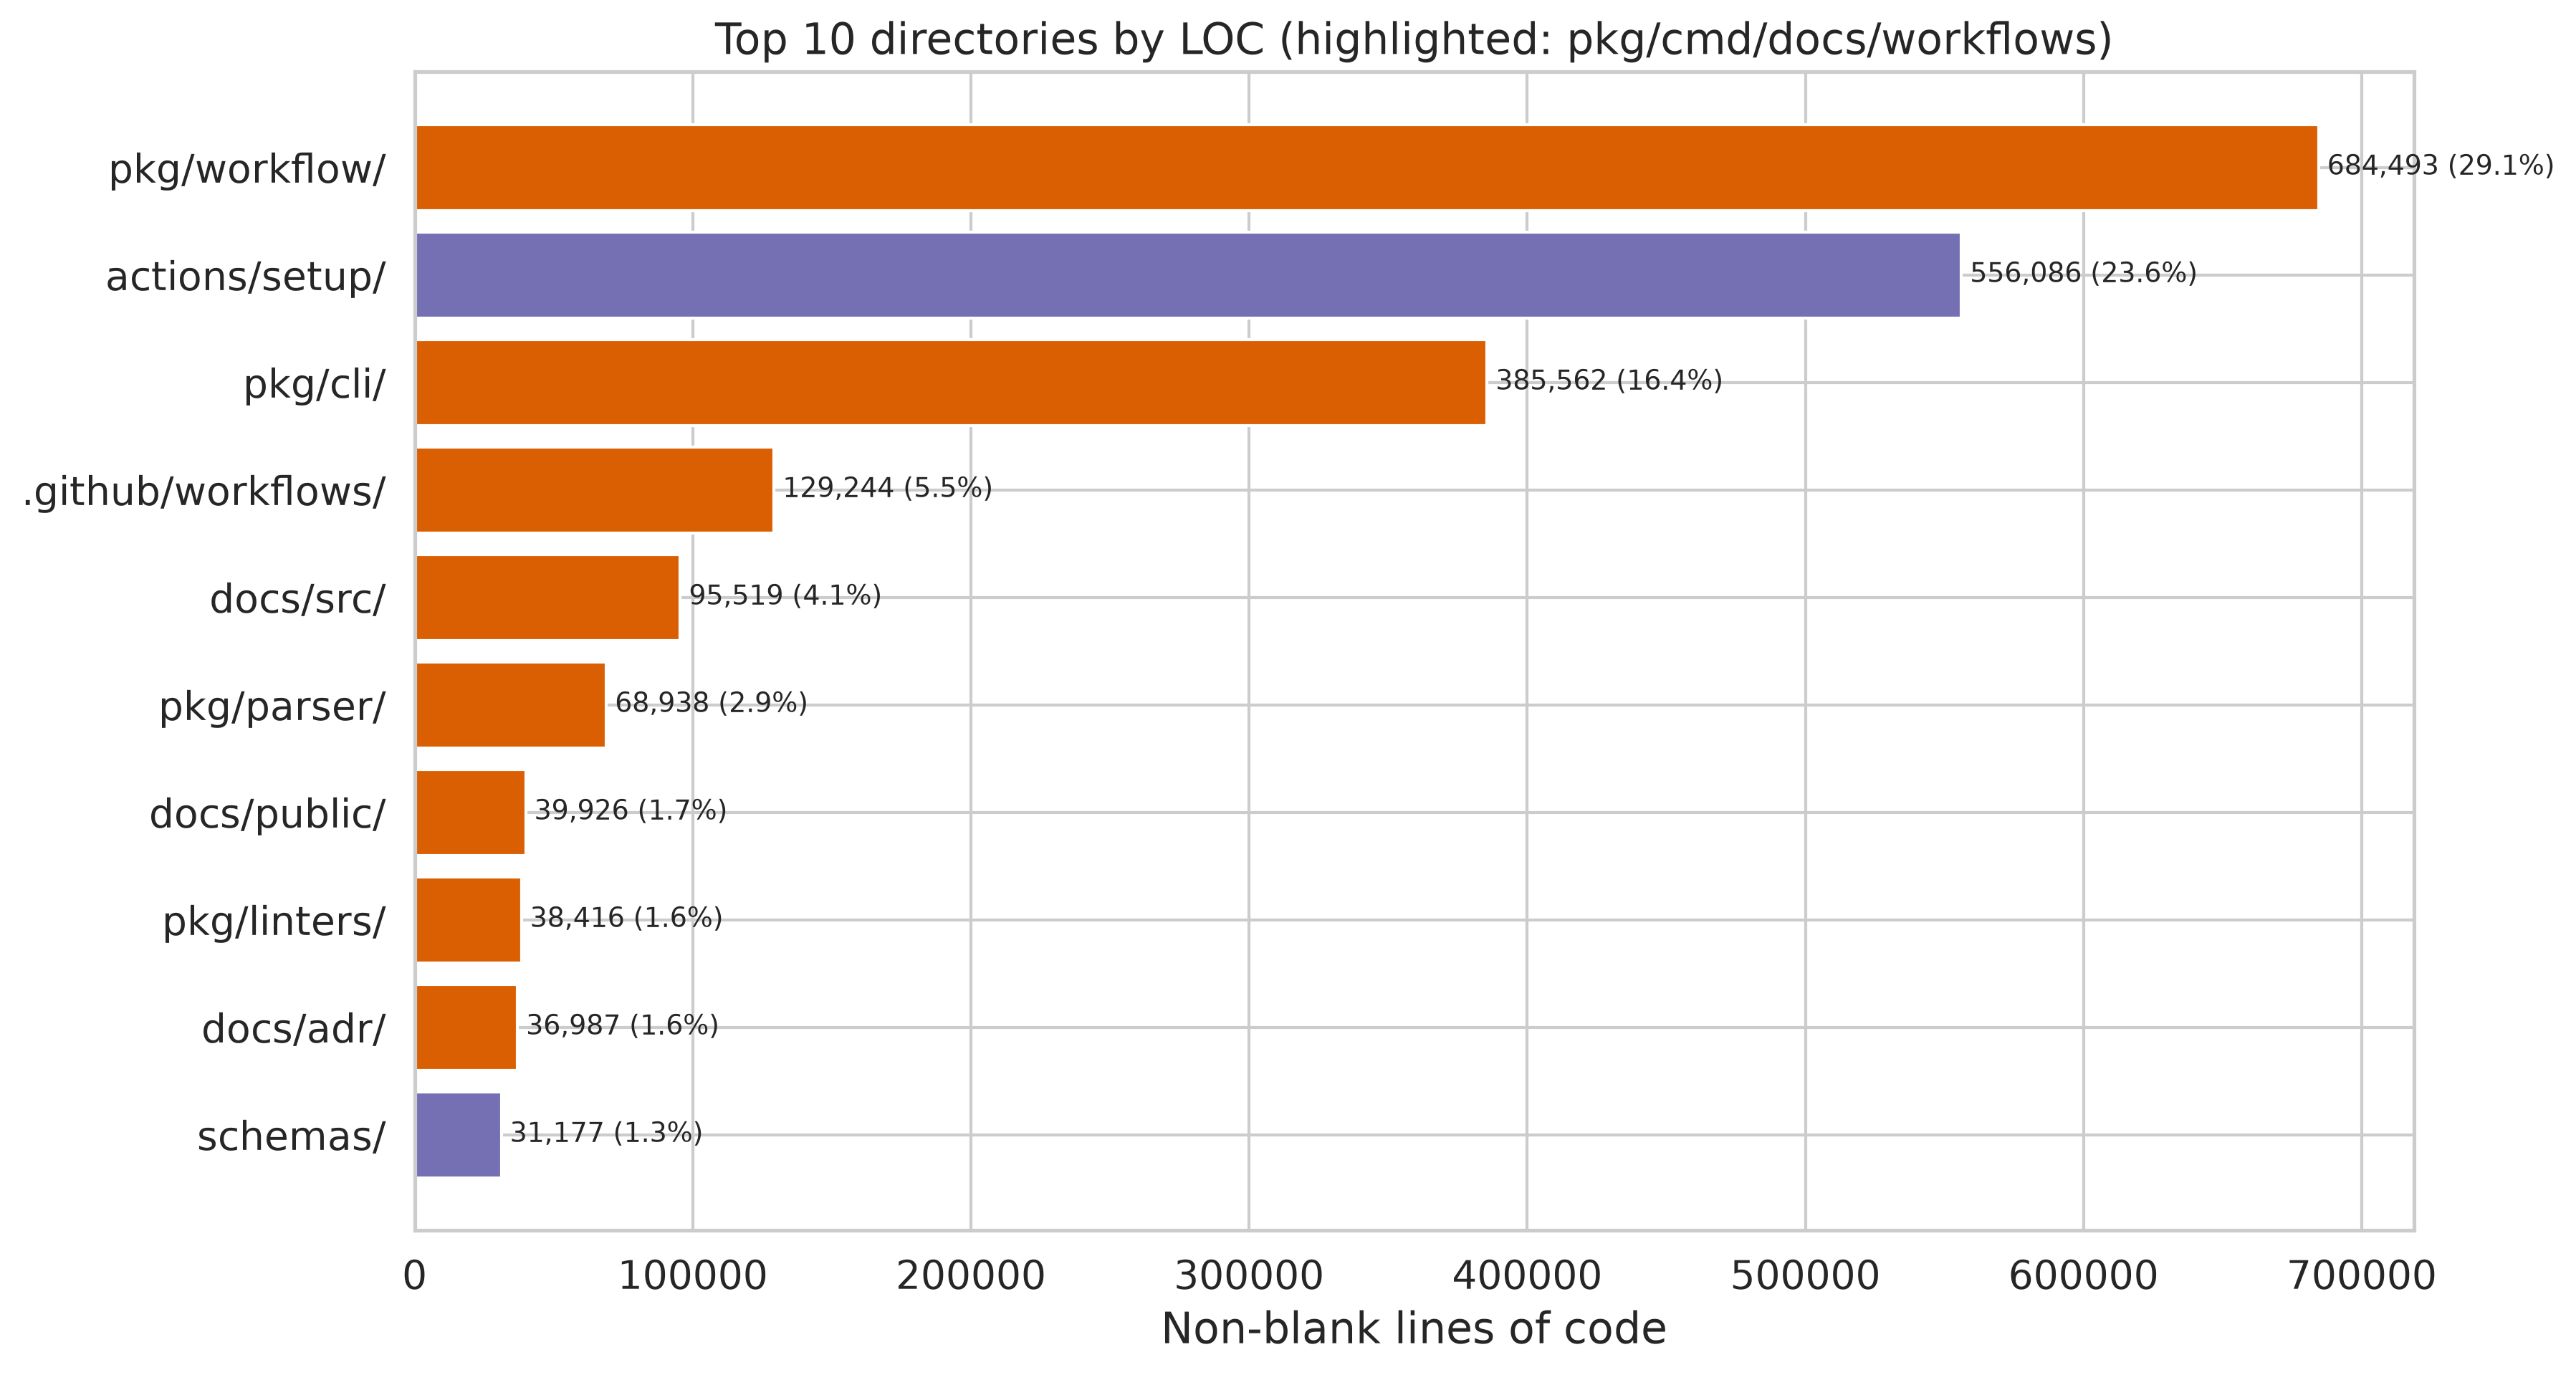 Top 10 directories by LOC (highlighted: pkg/cmd/docs/workflows)
pkg/workflow/ 684,493 (29.1%)
actions/setup/ 556,086 (23.6%)
pkg/cli/ 385,562 (16.4%)
.github/workflows/ 129,244 (5.5%)
docs/src/ 95,519 (4.1%)
pkg/parser/ 68,938 (2.9%)
docs/public/ 39,926 (1.7%)
pkg/linters/ 38,416 (1.6%)
docs/adr/ 36,987 (1.6%)
schemas/ 31,177 (1.3%)
0 100000 200000 300000 400000 500000 600000 700000
Non-blank lines of code